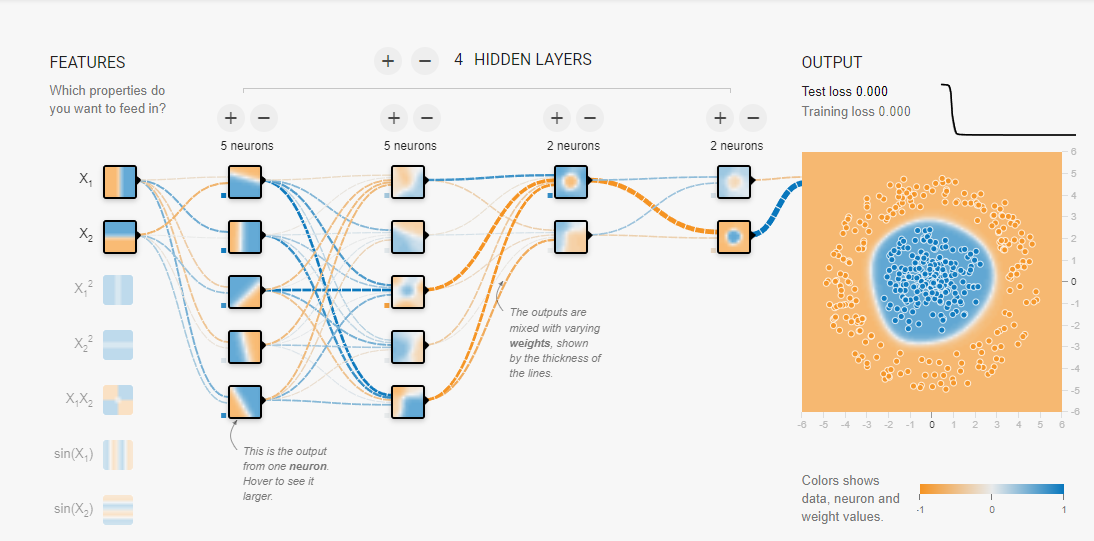 FEATURES
Which properties do
you want to feed in?
+ − 4 HIDDEN LAYERS
+ − + − + − + −
5 neurons 5 neurons 2 neurons 2 neurons
X1
X2
X1²
X2²
X1X2
sin(X1)
sin(X2)
This is the output
from one neuron.
Hover to see it
larger.
The outputs are
mixed with varying
weights, shown
by the thickness of
the lines.
OUTPUT
Test loss 0.000
Training loss 0.000
6
5
4
3
2
1
0
-1
-2
-3
-4
-5
-6
-6 -5 -4 -3 -2 -1 0 1 2 3 4 5 6
Colors shows
data, neuron and
weight values.
-1 0 1